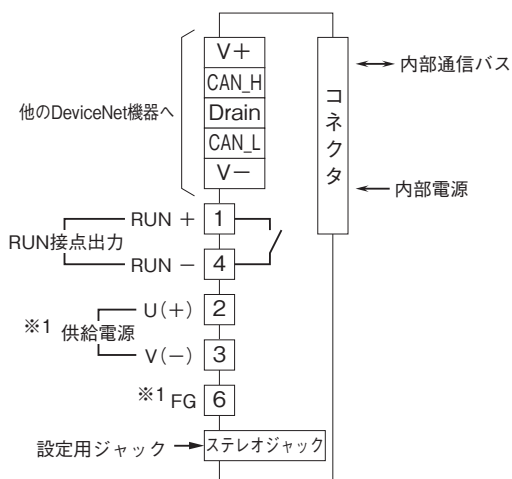 V+
CAN_H
Drain
CAN_L
V−
他のDeviceNet機器へ
コネクタ
内部通信バス
内部電源
RUN + 1
RUN接点出力
RUN − 4
U(+) 2
※1 供給電源
V(−) 3
※1 FG 6
設定用ジャック ステレオジャック